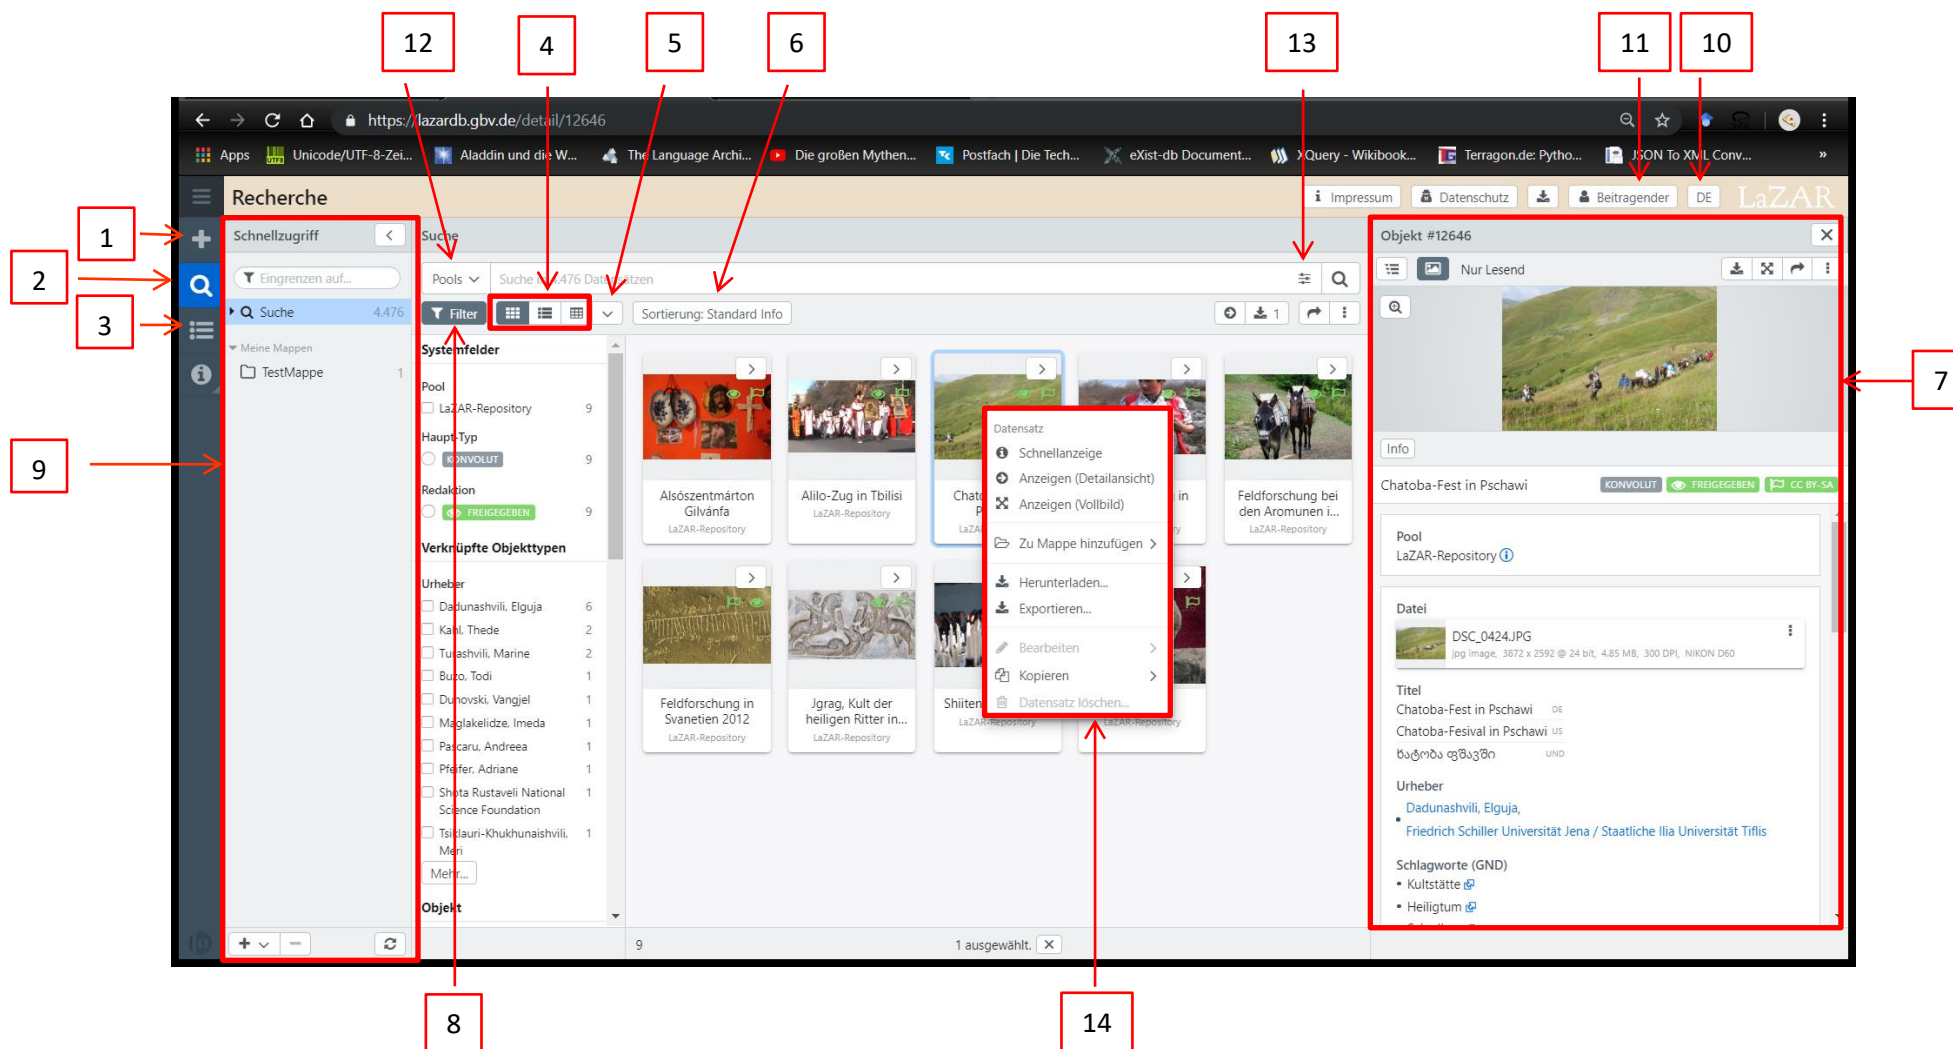 12
4
5
6
13
11
10
https://lazardb.gbv.de/detail/12646
Apps
Unicode/UTF-8-Zei...
Aladdin und die W...
The Language Archi...
Die großen Mythen...
Postfach | Die Tech...
eXist-db Document...
XQuery - Wikibook...
Terragon.de: Pytho...
JSON To XML Conv...
»
Recherche
Impressum
Datenschutz
Beitragender
DE
LaZAR
1
2
3
9
Schnellzugriff
Eingrenzen auf...
Suche 4.476
Meine Mappen
TestMappe 1
Suche
Pools
Suche in 4.476 Datensätzen
Filter
Sortierung: Standard Info
1
Systemfelder
Pool
LaZAR-Repository 9
Haupt-Typ
KONVOLUT 9
Redaktion
FREIGEGEBEN 9
Verknüpfte Objekttypen
Urheber
Dadunashvili, Elguja 6
Kahl, Thede 2
Turashvili, Marine 2
Buzo, Todi 1
Dunovski, Vangjel 1
Maglakelidze, Imeda 1
Pascaru, Andreea 1
Pfeifer, Adriane 1
Shota Rustaveli National 1
Science Foundation
Tsiklauri-Khukhunaishvili, 1
Meri
Mehr...
Objekt
Alsószentmárton
Gilvánfa
LaZAR-Repository
Alilo-Zug in Tbilisi
LaZAR-Repository
Chato
P
LaZA
in
Feldforschung bei
den Aromunen i...
LaZAR-Repository
Feldforschung in
Svanetien 2012
LaZAR-Repository
Jgrag, Kult der
heiligen Ritter in...
LaZAR-Repository
Shiiten
LaZAR-Repository
LaZAR-Repository
Datensatz
Schnellanzeige
Anzeigen (Detailansicht)
Anzeigen (Vollbild)
Zu Mappe hinzufügen
Herunterladen...
Exportieren...
Bearbeiten
Kopieren
Datensatz löschen...
9
1 ausgewählt.
Objekt #12646
Nur Lesend
Info
Chatoba-Fest in Pschawi
KONVOLUT
FREIGEGEBEN
CC BY-SA
Pool
LaZAR-Repository
Datei
DSC_0424.JPG
jpg image, 3872 x 2592 @ 24 bit, 4.85 MB, 300 DPI, NIKON D60
Titel
Chatoba-Fest in Pschawi DE
Chatoba-Fesival in Pschawi US
ხატობა ფშავში UND
Urheber
Dadunashvili, Elguja,
Friedrich Schiller Universität Jena / Staatliche Ilia Universität Tiflis
Schlagworte (GND)
Kultstätte
Heiligtum
7
8
14